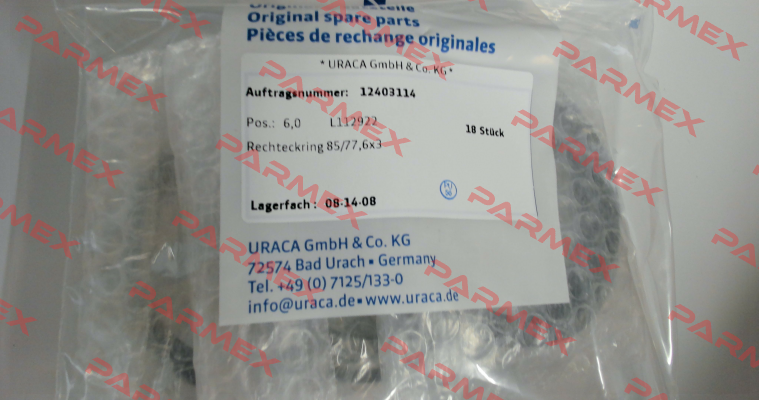 Original spare parts
Pièces de rechange originales
* URACA GmbH & Co. KG *
Auftragsnummer: 12403114
Pos.: 6,0 L112922 18 Stück
Rechteckring 85/77,6x3
Lagerfach : 08-14-08
URACA GmbH & Co. KG
72574 Bad Urach ▪ Germany
Tel. +49 (0) 7125/133-0
info@uraca.de ▪ www.uraca.de
PARMEX